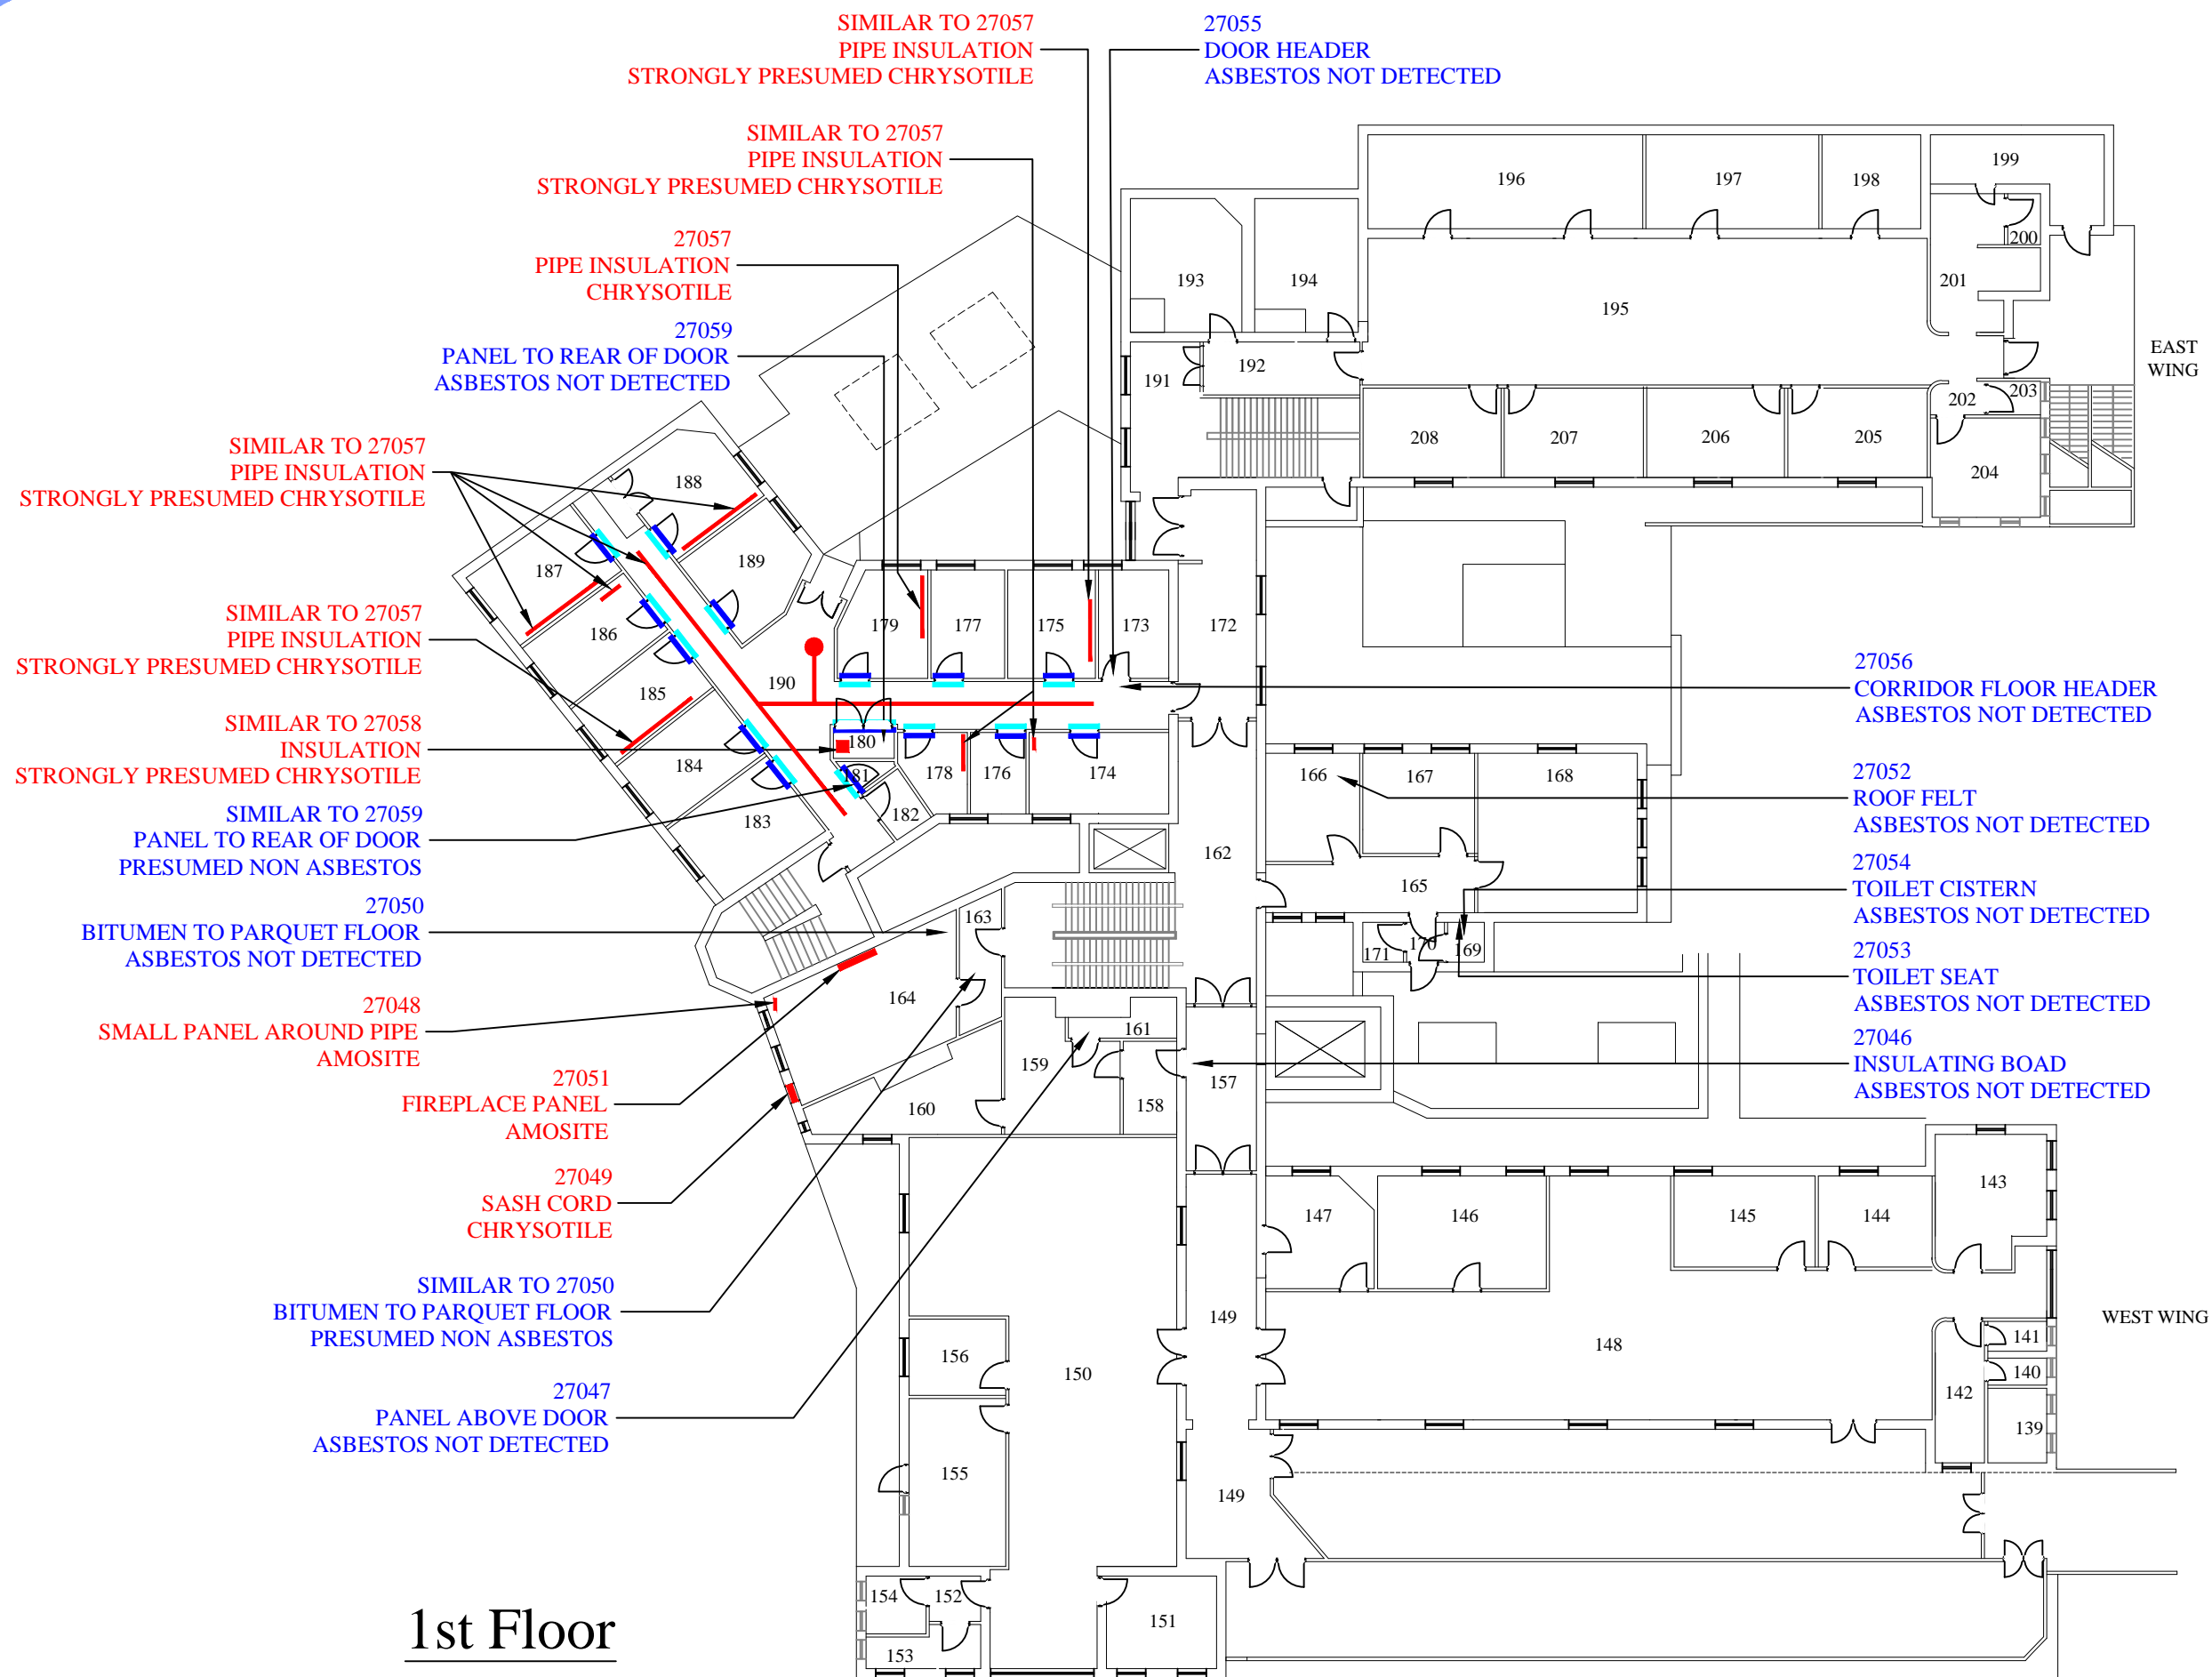 SIMILAR TO 27057
PIPE INSULATION
STRONGLY PRESUMED CHRYSOTILE
27055
DOOR HEADER
ASBESTOS NOT DETECTED
SIMILAR TO 27057
PIPE INSULATION
STRONGLY PRESUMED CHRYSOTILE
27057
PIPE INSULATION
CHRYSOTILE
27059
PANEL TO REAR OF DOOR
ASBESTOS NOT DETECTED
SIMILAR TO 27057
PIPE INSULATION
STRONGLY PRESUMED CHRYSOTILE
SIMILAR TO 27057
PIPE INSULATION
STRONGLY PRESUMED CHRYSOTILE
SIMILAR TO 27058
INSULATION
STRONGLY PRESUMED CHRYSOTILE
SIMILAR TO 27059
PANEL TO REAR OF DOOR
PRESUMED NON ASBESTOS
27050
BITUMEN TO PARQUET FLOOR
ASBESTOS NOT DETECTED
27048
SMALL PANEL AROUND PIPE
AMOSITE
27051
FIREPLACE PANEL
AMOSITE
27049
SASH CORD
CHRYSOTILE
SIMILAR TO 27050
BITUMEN TO PARQUET FLOOR
PRESUMED NON ASBESTOS
27047
PANEL ABOVE DOOR
ASBESTOS NOT DETECTED
27056
CORRIDOR FLOOR HEADER
ASBESTOS NOT DETECTED
27052
ROOF FELT
ASBESTOS NOT DETECTED
27054
TOILET CISTERN
ASBESTOS NOT DETECTED
27053
TOILET SEAT
ASBESTOS NOT DETECTED
27046
INSULATING BOAD
ASBESTOS NOT DETECTED
EAST
WING
WEST WING
196
197
198
199
200
193
194
201
195
191
192
202
203
208
207
206
205
204
188
187
189
186
185
184
183
190
179
177
175
173
172
180
181
182
178
176
174
166
167
168
162
165
163
171
170
169
164
161
159
157
160
158
143
147
146
145
144
149
148
150
156
141
140
142
139
155
149
154
152
151
153
1st Floor